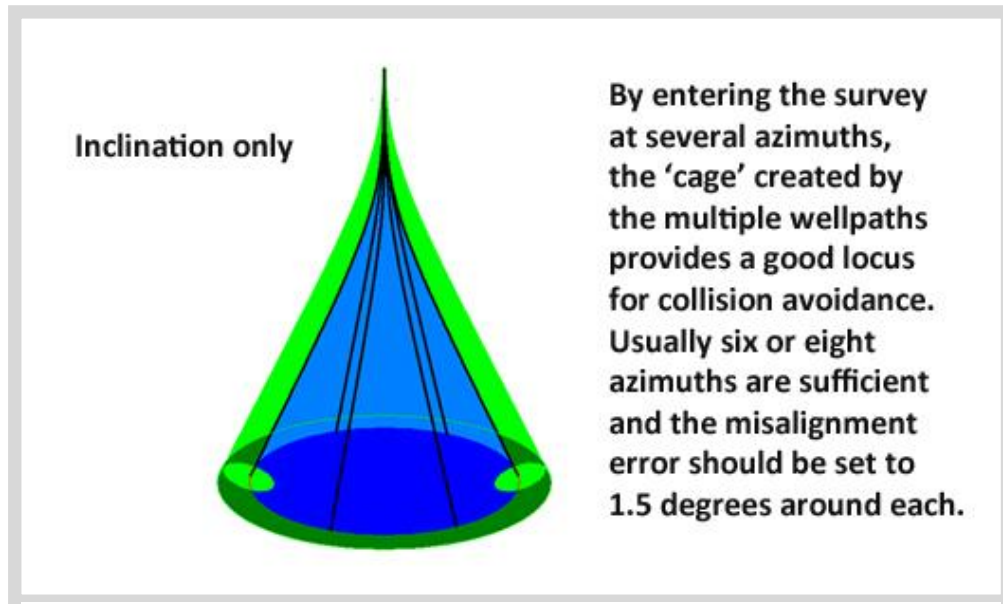 Inclination only
By entering the survey
at several azimuths,
the ‘cage’ created by
the multiple wellpaths
provides a good locus
for collision avoidance.
Usually six or eight
azimuths are sufficient
and the misalignment
error should be set to
1.5 degrees around each.